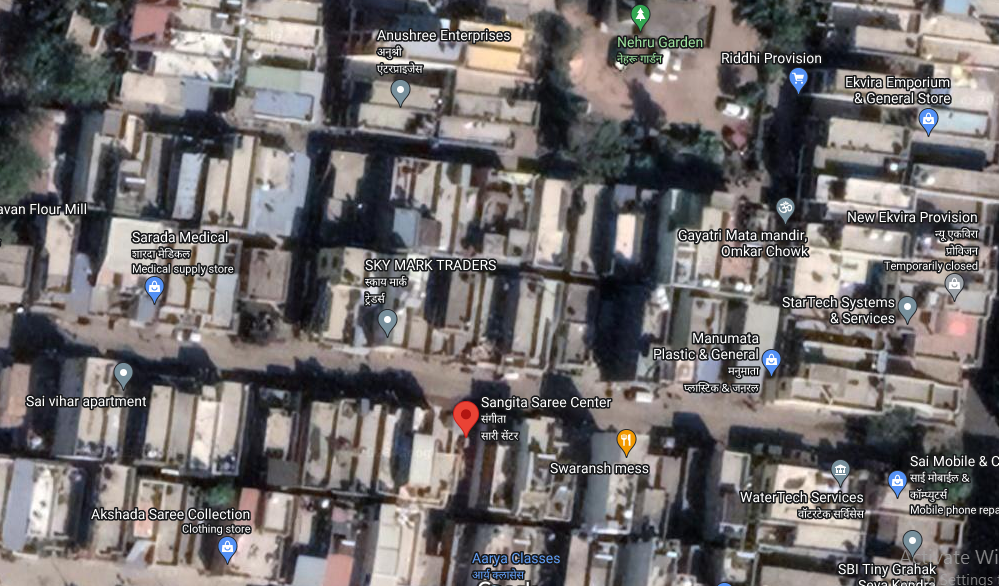 Anushree Enterprises
अनुश्री
एंटरप्राइजेस
Nehru Garden
नेहरू गार्डन
Riddhi Provision
Ekvira Emporium
& General Store
avan Flour Mill
Sarada Medical
शारदा मेडिकल
Medical supply store
SKY MARK TRADERS
स्काय मार्क
ट्रेडर्स
Gayatri Mata mandir,
Omkar Chowk
New Ekvira Provision
न्यू एकविरा
प्रोविजन
Temporarily closed
StarTech Systems
& Services
Manumata
Plastic & General
मनुमाता
प्लास्टिक & जनरल
Sai vihar apartment
Sangita Saree Center
संगीता
सारी सेंटर
Swaransh mess
WaterTech Services
वॉटरटेक सर्विसेस
Sai Mobile & C
साई मोबाईल &
कॉम्प्युटर्स
Mobile phone repa
Akshada Saree Collection
Clothing store
Aarya Classes
आर्य क्लासेस
SBI Tiny Grahak
Seva Kendra
Activate Wi
settings